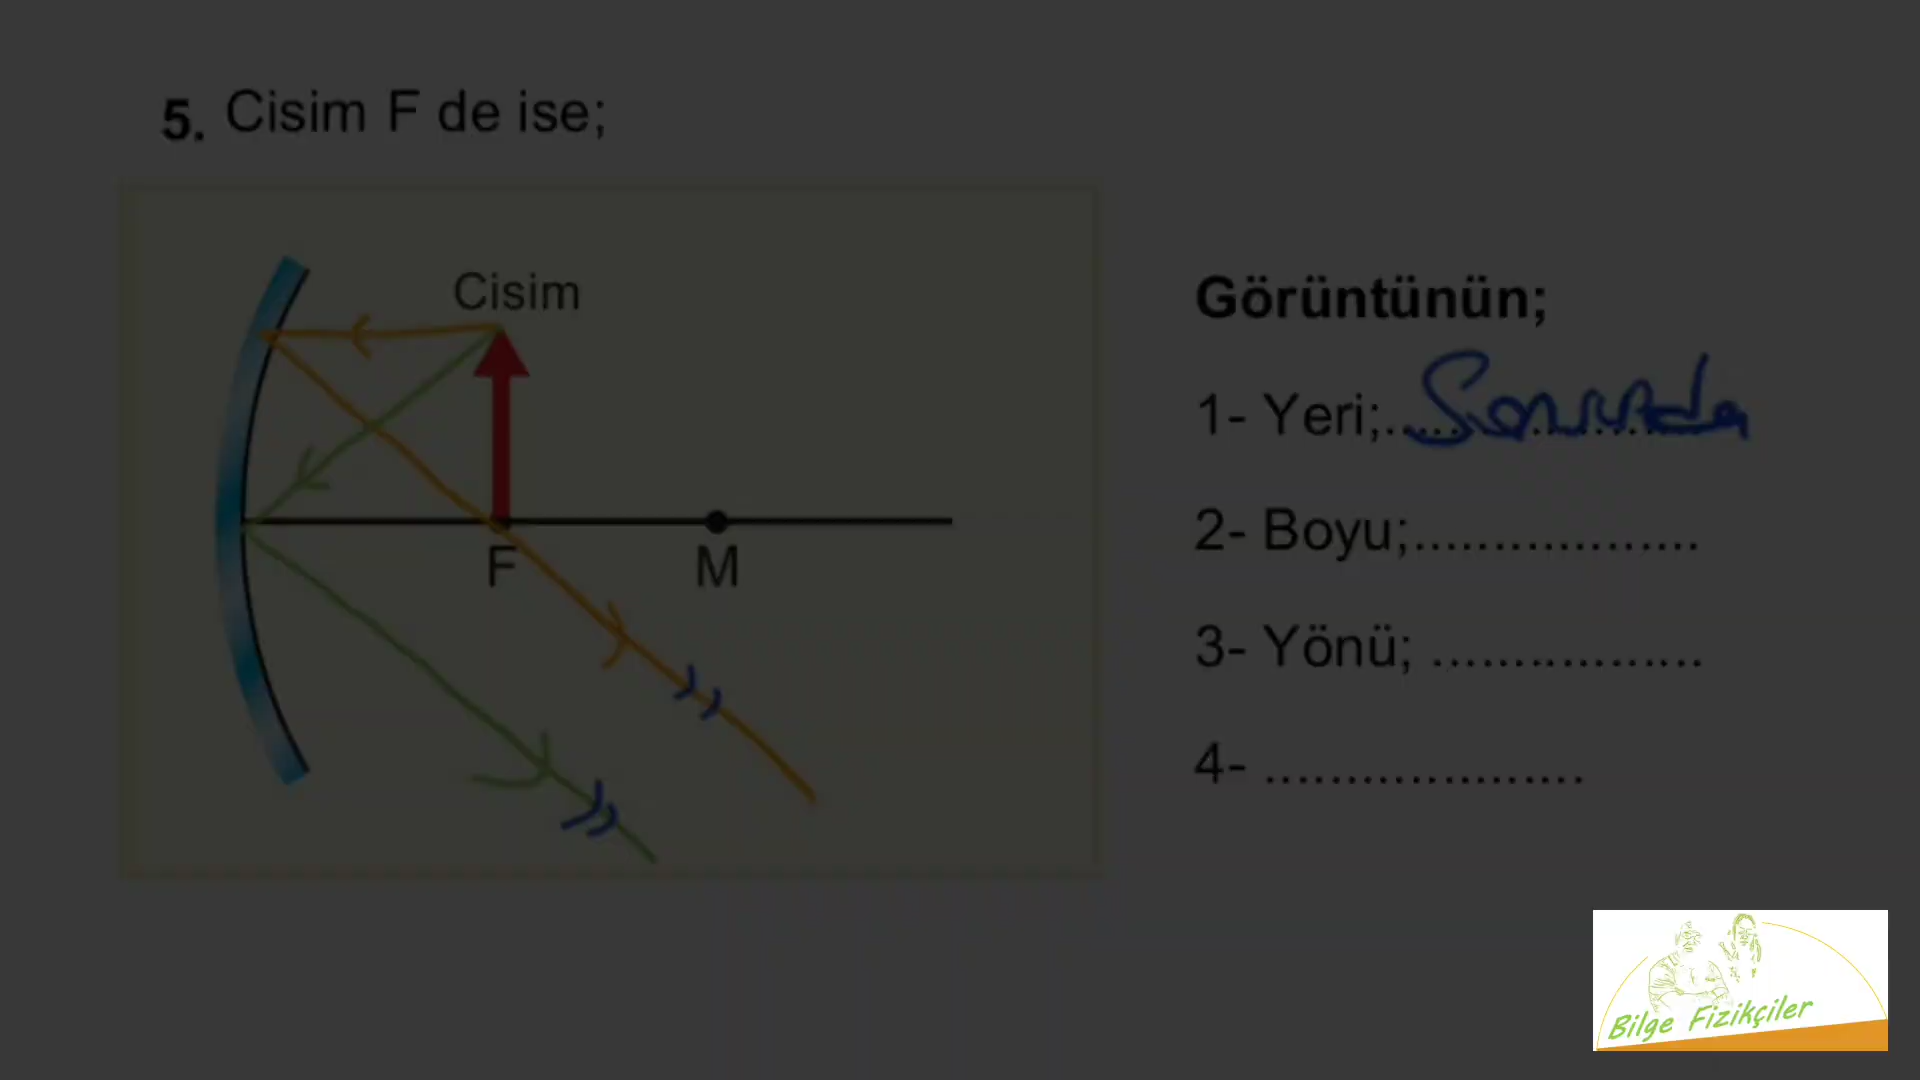 5. Cisim F de ise;
Cisim
F
M
Görüntünün;
1- Yeri;..Sonsuzda
2- Boyu;..................
3- Yönü; .................
4- ....................
Bilge Fizikçiler